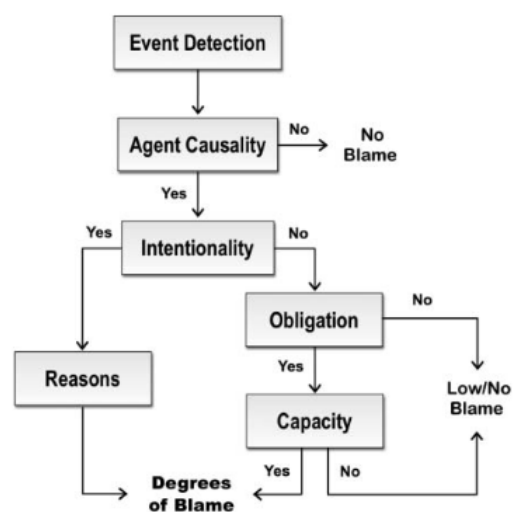 Event Detection
Agent Causality
No
No
Blame
Yes
Yes
Intentionality
No
Obligation
No
Yes
Reasons
Capacity
Low/No
Blame
Yes
No
Degrees
of Blame